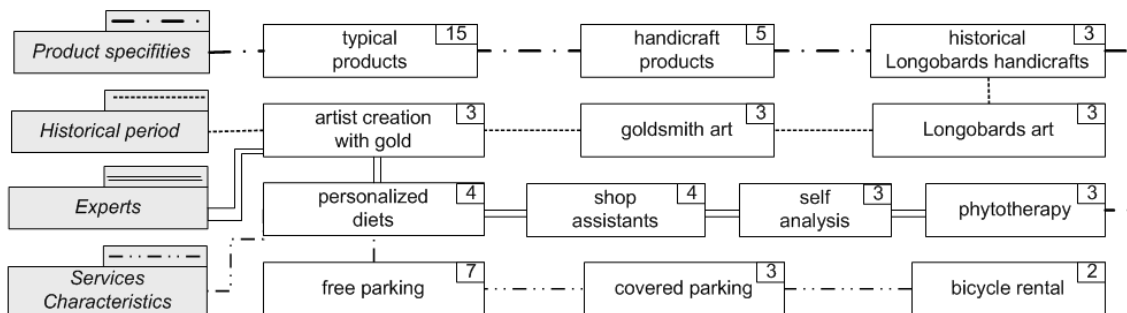 Product specifities
typical
products
15
handicraft
products
5
historical
Longobards handicrafts
3
Historical period
artist creation
with gold
3
goldsmith art
3
Longobards art
3
Experts
personalized
diets
4
shop
assistants
4
self
analysis
3
phytotherapy
3
Services
Characteristics
free parking
7
covered parking
3
bicycle rental
2